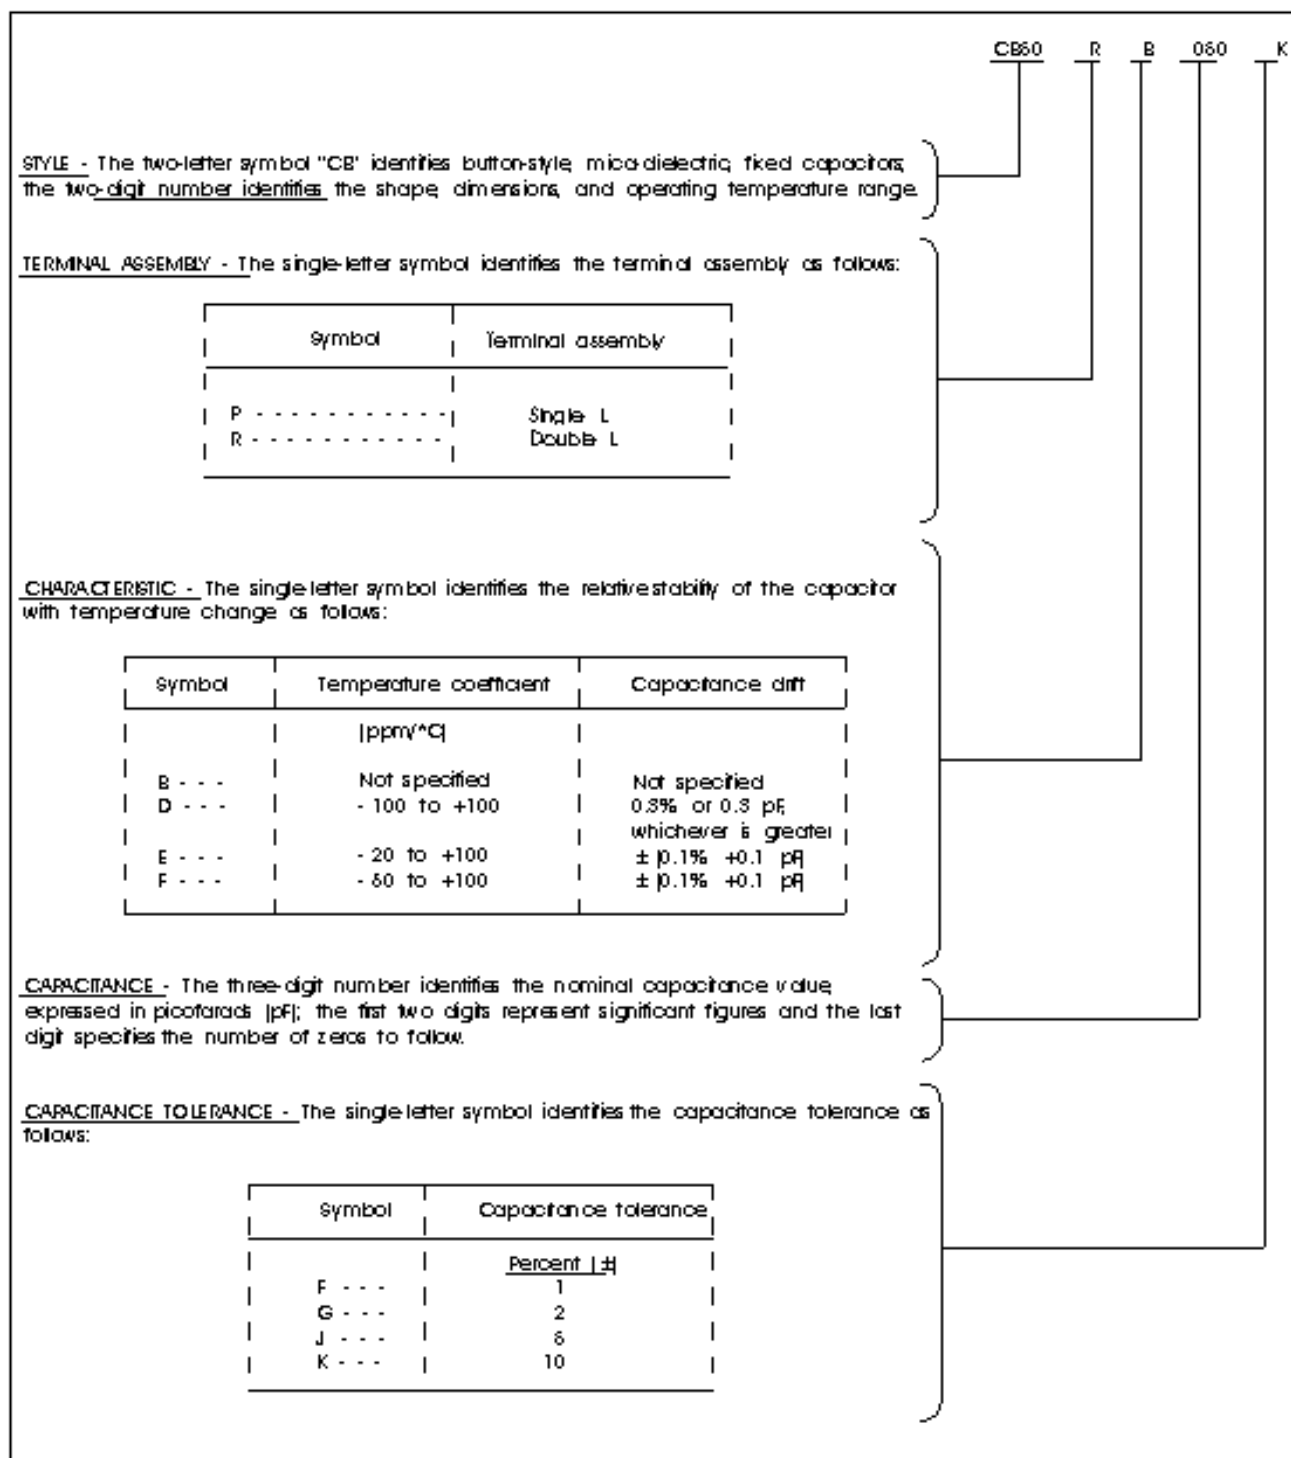 CB60 R B 060 K
STYLE - The two-letter symbol "CB" identifies button-style, mica-dielectric, fixed capacitors;
the two-digit number identifies the shape, dimensions, and operating temperature range.
TERMINAL ASSEMBLY - The single-letter symbol identifies the terminal assembly as follows:
Symbol Terminal assembly
P - - - - - - - - - - - Single L
R - - - - - - - - - - - Double L
CHARACTERISTIC - The single-letter symbol identifies the relative stability of the capacitor
with temperature change as follows:
Symbol Temperature coefficient Capacitance drift
(ppm/°C)
B - - - Not specified Not specified
D - - - - 100 to +100 0.3% or 0.3 pF,
whichever is greater
E - - - - 20 to +100 ± (0.1% +0.1 pF)
F - - - - 50 to +100 ± (0.1% +0.1 pF)
CAPACITANCE - The three-digit number identifies the nominal capacitance value,
expressed in picofarads (pF); the first two digits represent significant figures and the last
digit specifies the number of zeros to follow.
CAPACITANCE TOLERANCE - The single-letter symbol identifies the capacitance tolerance as
follows:
Symbol Capacitance tolerance
Percent (±)
F - - - 1
G - - - 2
J - - - 5
K - - - 10